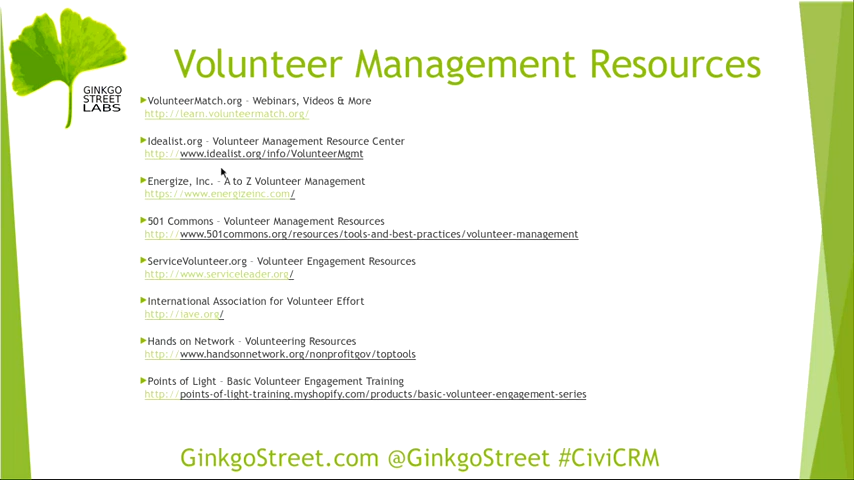 GINKGO
STREET
LABS
Volunteer Management Resources
VolunteerMatch.org - Webinars, Videos & More
http://learn.volunteermatch.org/
Idealist.org - Volunteer Management Resource Center
http://www.idealist.org/info/VolunteerMgmt
Energize, Inc. - A to Z Volunteer Management
https://www.energizeinc.com/
501 Commons - Volunteer Management Resources
http://www.501commons.org/resources/tools-and-best-practices/volunteer-management
ServiceVolunteer.org - Volunteer Engagement Resources
http://www.serviceleader.org/
International Association for Volunteer Effort
http://iave.org/
Hands on Network - Volunteering Resources
http://www.handsonnetwork.org/nonprofitgov/toptools
Points of Light - Basic Volunteer Engagement Training
http://points-of-light-training.myshopify.com/products/basic-volunteer-engagement-series
GinkgoStreet.com @GinkgoStreet #CiviCRM